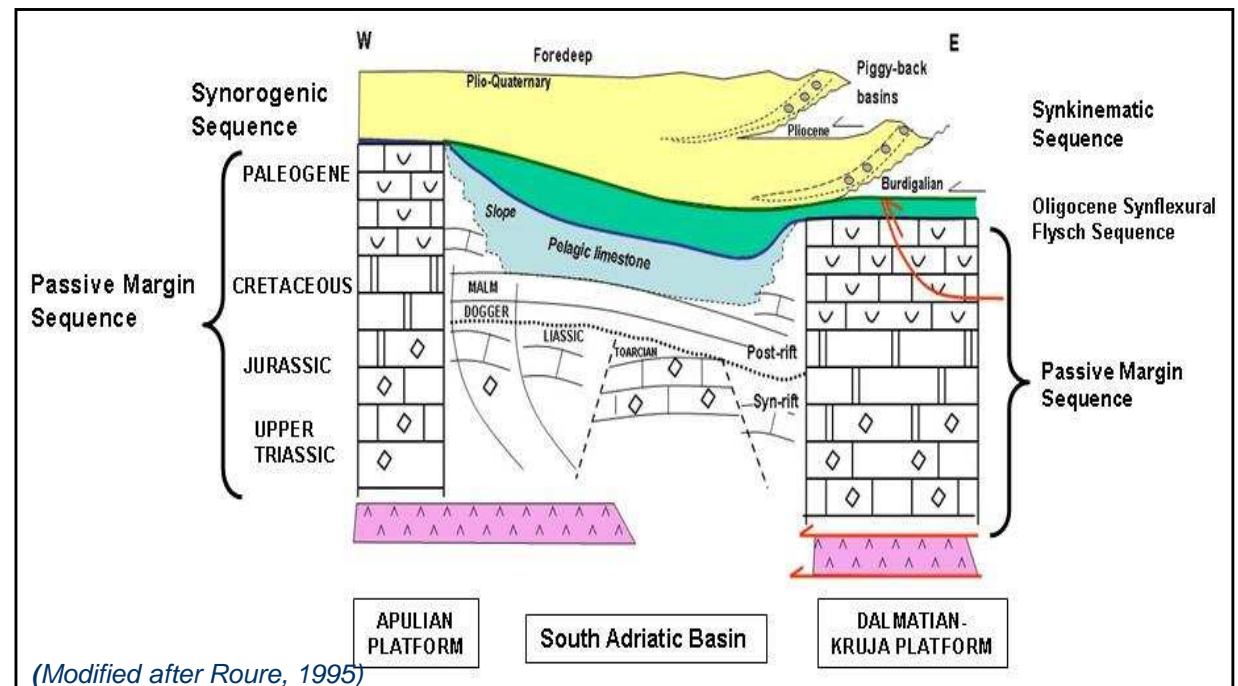 W
E
Foredeep
Plio-Quaternary
Piggy-back
basins
Synorogenic
Sequence
Synkinematic
Sequence
Pliocene
PALEOGENE
Burdigalian
Oligocene Synflexural
Flysch Sequence
Slope
Pelagic limestone
Passive Margin
Sequence
CRETACEOUS
MALM
DOGGER
LIASSIC
TOARCIAN
Post-rift
JURASSIC
Syn-rift
Passive Margin
Sequence
UPPER
TRIASSIC
APULIAN
PLATFORM
South Adriatic Basin
DALMATIAN-
KRUJA PLATFORM
(Modified after Roure, 1995)